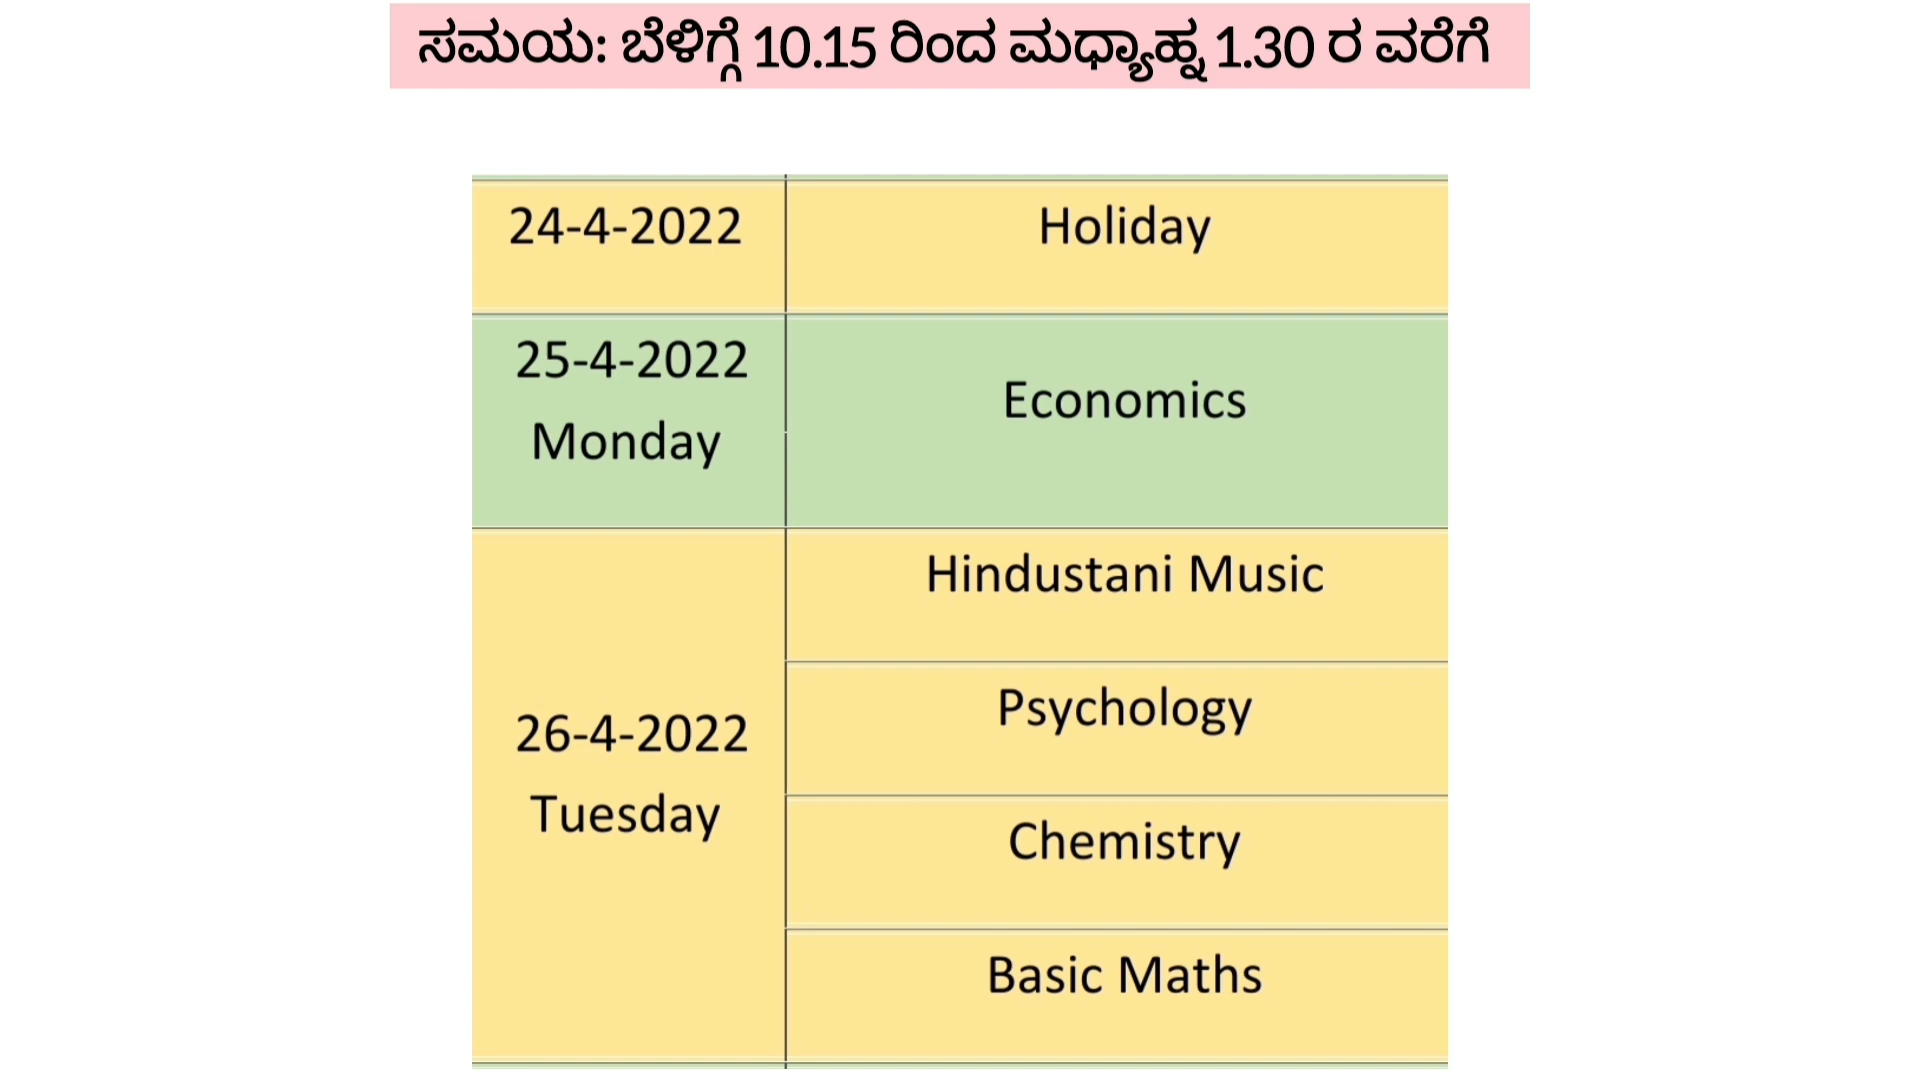 ಸಮಯ: ಬೆಳಿಗ್ಗೆ 10.15 ರಿಂದ ಮಧ್ಯಾಹ್ನ 1.30 ರ ವರೆಗೆ
24-4-2022 Holiday
25-4-2022
Monday
Economics
26-4-2022
Tuesday
Hindustani Music
Psychology
Chemistry
Basic Maths